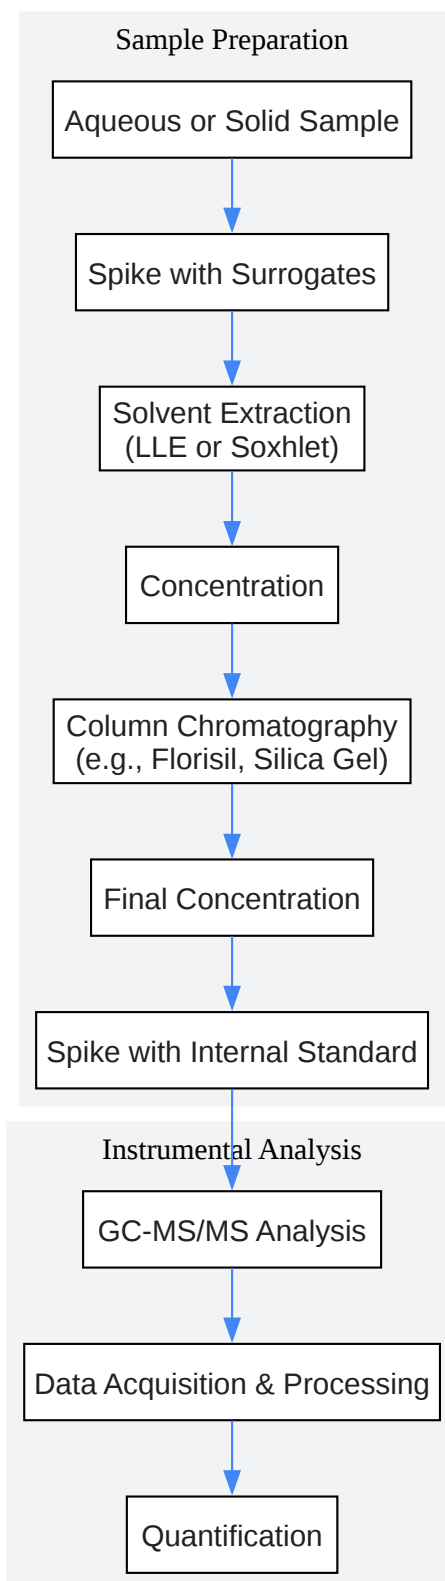 Sample Preparation
Aqueous or Solid Sample
Spike with Surrogates
Solvent Extraction
(LLE or Soxhlet)
Concentration
Column Chromatography
(e.g., Florisil, Silica Gel)
Final Concentration
Spike with Internal Standard
Instrumental Analysis
GC-MS/MS Analysis
Data Acquisition & Processing
Quantification